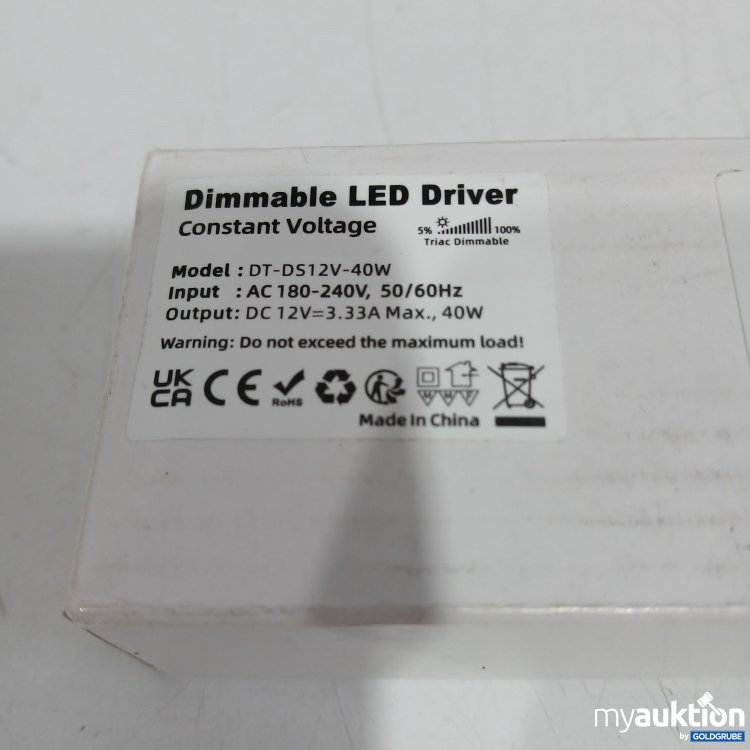 Dimmable LED Driver
Constant Voltage
5% 100%
Triac Dimmable
Model : DT-DS12V-40W
Input : AC 180-240V, 50/60Hz
Output: DC 12V=3.33A Max., 40W
Warning: Do not exceed the maximum load!
UK
CA CE RoHS
Made In China
myauktion
by GOLDGRUBE